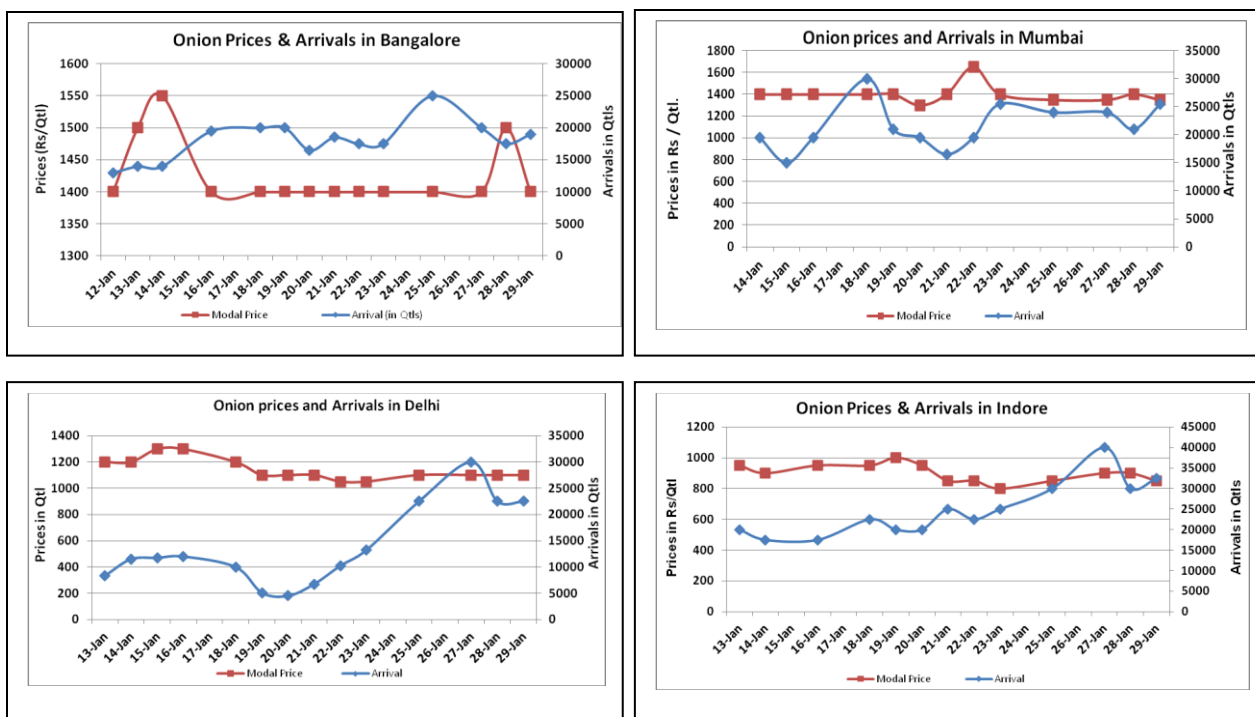 Onion Prices & Arrivals in Bangalore
Prices (Rs/Qtl)
1600
1550
1500
1450
1400
1350
1300
30000
25000
20000
15000
10000
5000
0
Arrivals in Qtls
12-Jan
13-Jan
14-Jan
15-Jan
16-Jan
17-Jan
18-Jan
19-Jan
20-Jan
21-Jan
22-Jan
23-Jan
24-Jan
25-Jan
26-Jan
27-Jan
28-Jan
29-Jan
Modal Price
Arrival (in Qtls)
Onion prices and Arrivals in Mumbai
Prices in Rs / Qtl.
1800
1600
1400
1200
1000
800
600
400
200
0
35000
30000
25000
20000
15000
10000
5000
0
Arrivals in Qtls
14-Jan
15-Jan
16-Jan
17-Jan
18-Jan
19-Jan
20-Jan
21-Jan
22-Jan
23-Jan
24-Jan
25-Jan
26-Jan
27-Jan
28-Jan
29-Jan
Modal Price
Arrival
Onion prices and Arrivals in Delhi
Prices in Qtl
1400
1200
1000
800
600
400
200
0
35000
30000
25000
20000
15000
10000
5000
0
Arrivals in Qtls
13-Jan
14-Jan
15-Jan
16-Jan
17-Jan
18-Jan
19-Jan
20-Jan
21-Jan
22-Jan
23-Jan
24-Jan
25-Jan
26-Jan
27-Jan
28-Jan
29-Jan
Modal Price
Arrival
Onion Prices & Arrivals in Indore
Prices in Rs/Qtl
1200
1000
800
600
400
200
0
45000
40000
35000
30000
25000
20000
15000
10000
5000
0
Arrivals in Qtls
13-Jan
14-Jan
15-Jan
16-Jan
17-Jan
18-Jan
19-Jan
20-Jan
21-Jan
22-Jan
23-Jan
24-Jan
25-Jan
26-Jan
27-Jan
28-Jan
29-Jan
Modal Price
Arrival